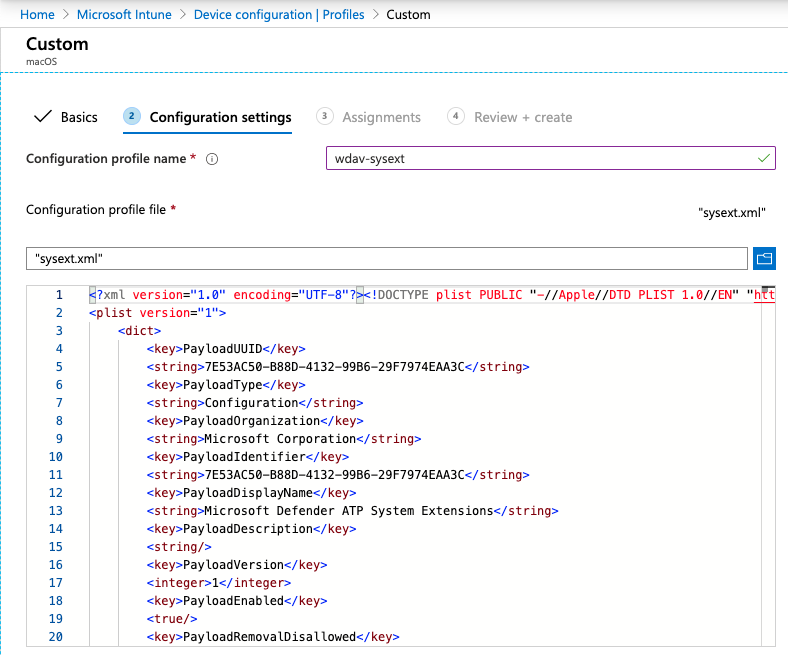 Home > Microsoft Intune > Device configuration | Profiles > Custom
Custom
macOS
Basics 2 Configuration settings 3 Assignments 4 Review + create
Configuration profile name * wdav-sysext
Configuration profile file * "sysext.xml"
"sysext.xml"
1 <?xml version="1.0" encoding="UTF-8"?><!DOCTYPE plist PUBLIC "-//Apple//DTD PLIST 1.0//EN" "htt
2 <plist version="1">
3 <dict>
4 <key>PayloadUUID</key>
5 <string>7E53AC50-B88D-4132-99B6-29F7974EAA3C</string>
6 <key>PayloadType</key>
7 <string>Configuration</string>
8 <key>PayloadOrganization</key>
9 <string>Microsoft Corporation</string>
10 <key>PayloadIdentifier</key>
11 <string>7E53AC50-B88D-4132-99B6-29F7974EAA3C</string>
12 <key>PayloadDisplayName</key>
13 <string>Microsoft Defender ATP System Extensions</string>
14 <key>PayloadDescription</key>
15 <string/>
16 <key>PayloadVersion</key>
17 <integer>1</integer>
18 <key>PayloadEnabled</key>
19 <true/>
20 <key>PayloadRemovalDisallowed</key>